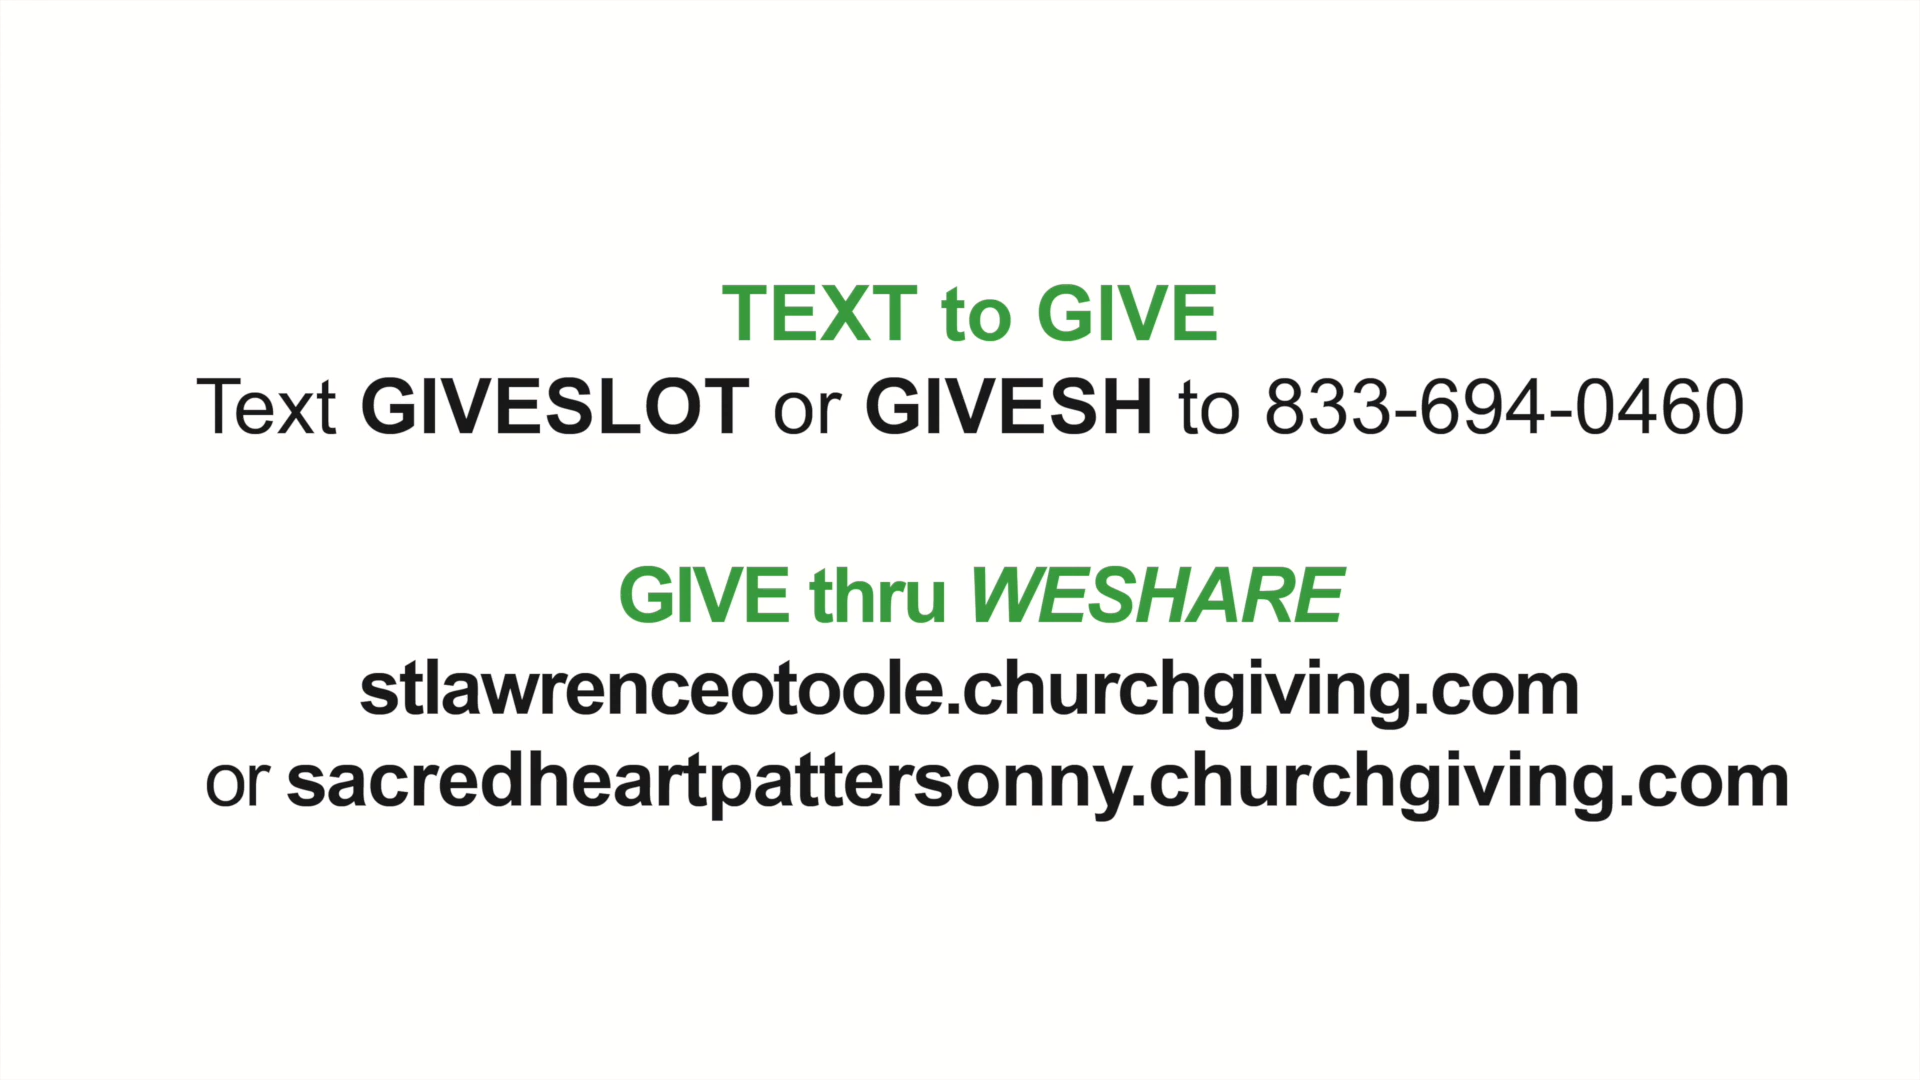 TEXT to GIVE
Text GIVESLOT or GIVESH to 833-694-0460
GIVE thru WESHARE
stlawrenceotoole.churchgiving.com
or sacredheartpattersonny.churchgiving.com